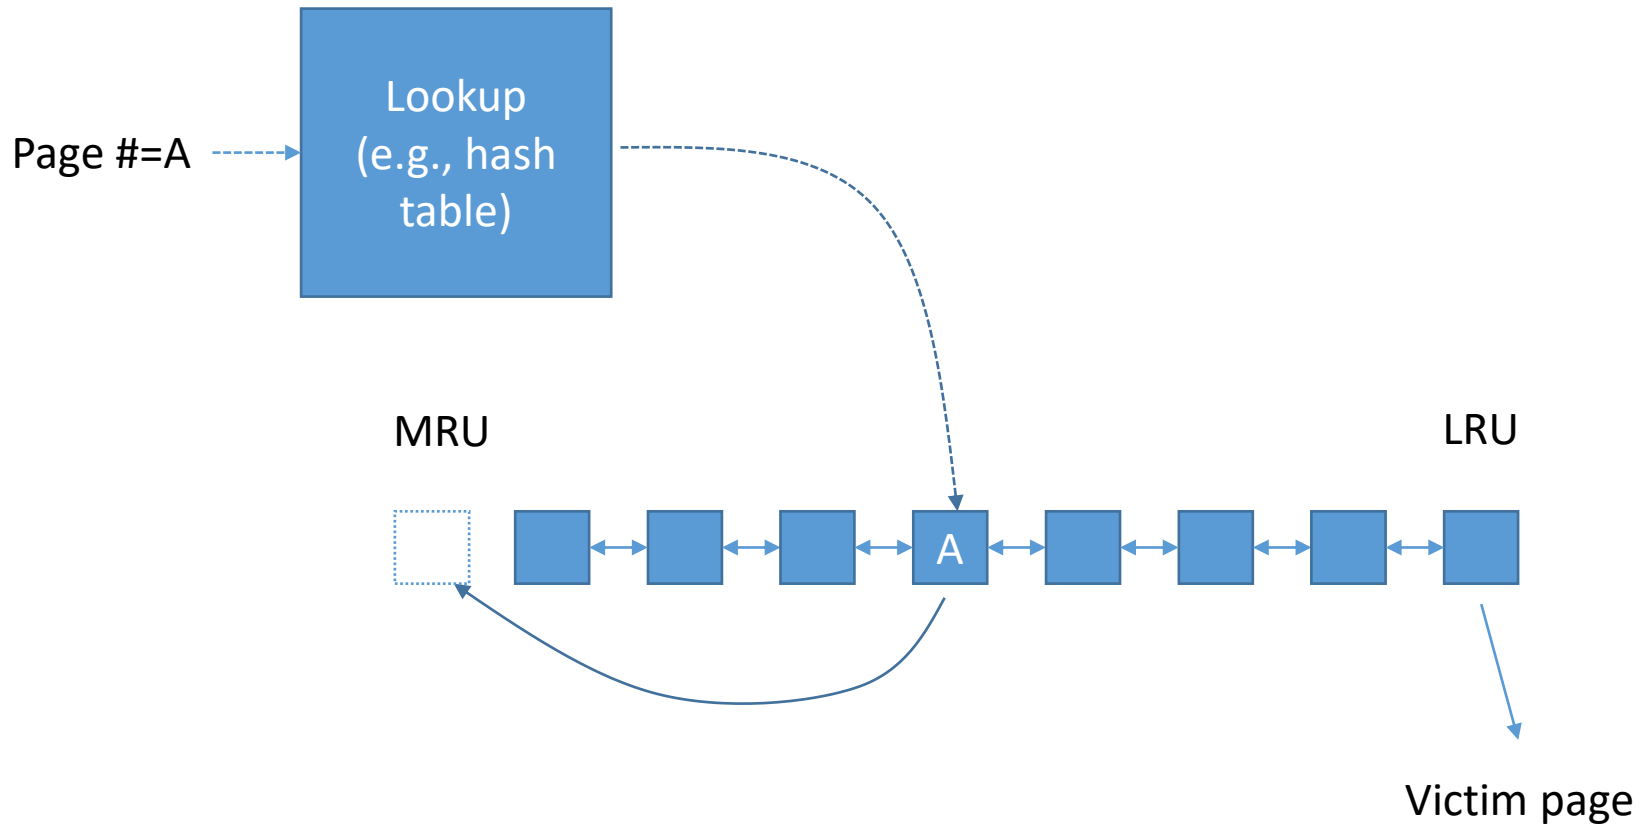 Lookup
(e.g., hash
table)
Page #=A
MRU
LRU
A
Victim page